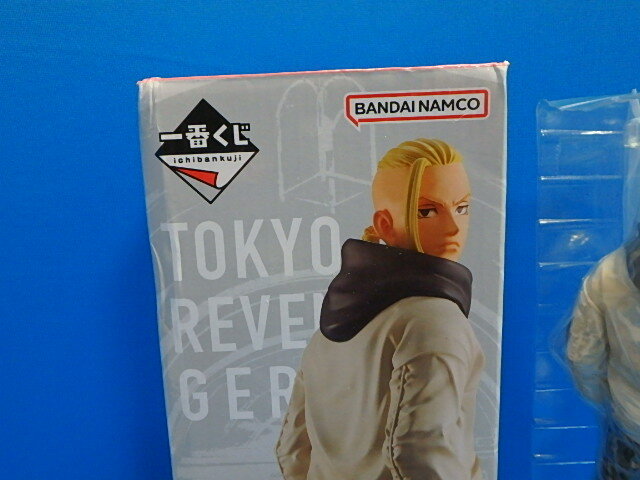 一番くじ
ichibankuji
BANDAI NAMCO
TOKYO
REVEN
GER